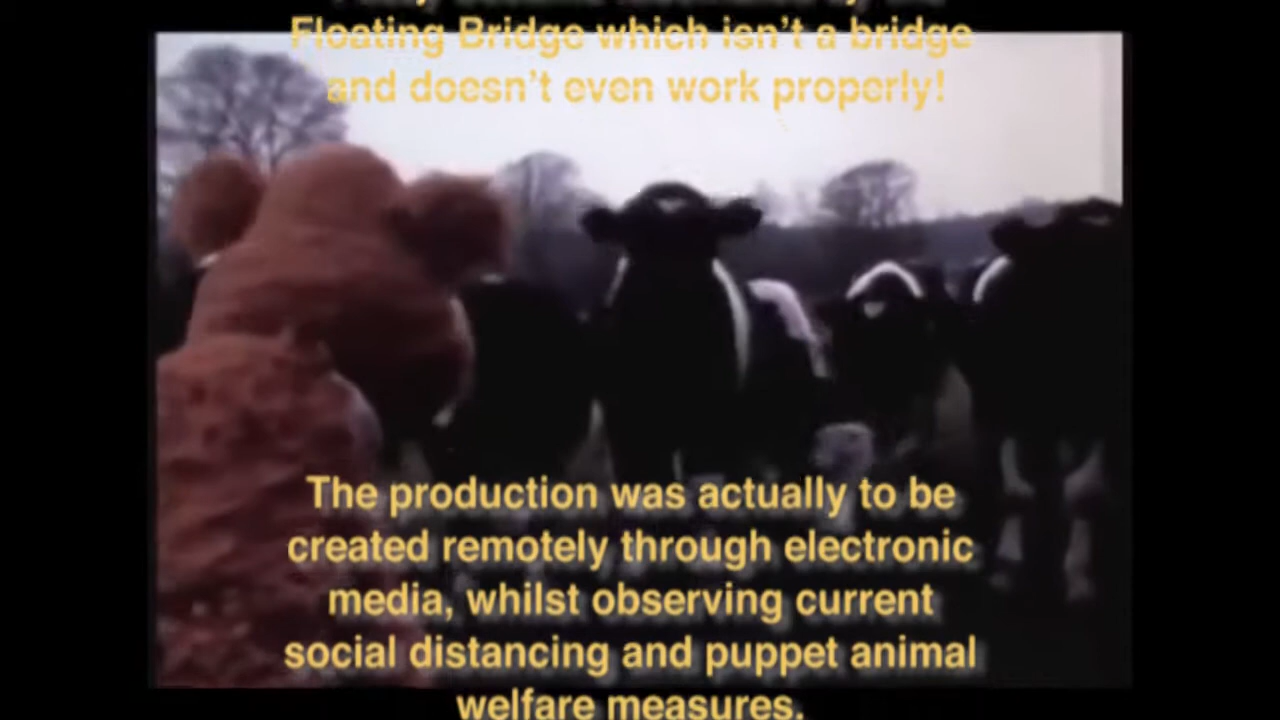 Floating Bridge which isn't a bridge
and doesn't even work properly!
The production was actually to be
created remotely through electronic
media, whilst observing current
social distancing and puppet animal
welfare measures.